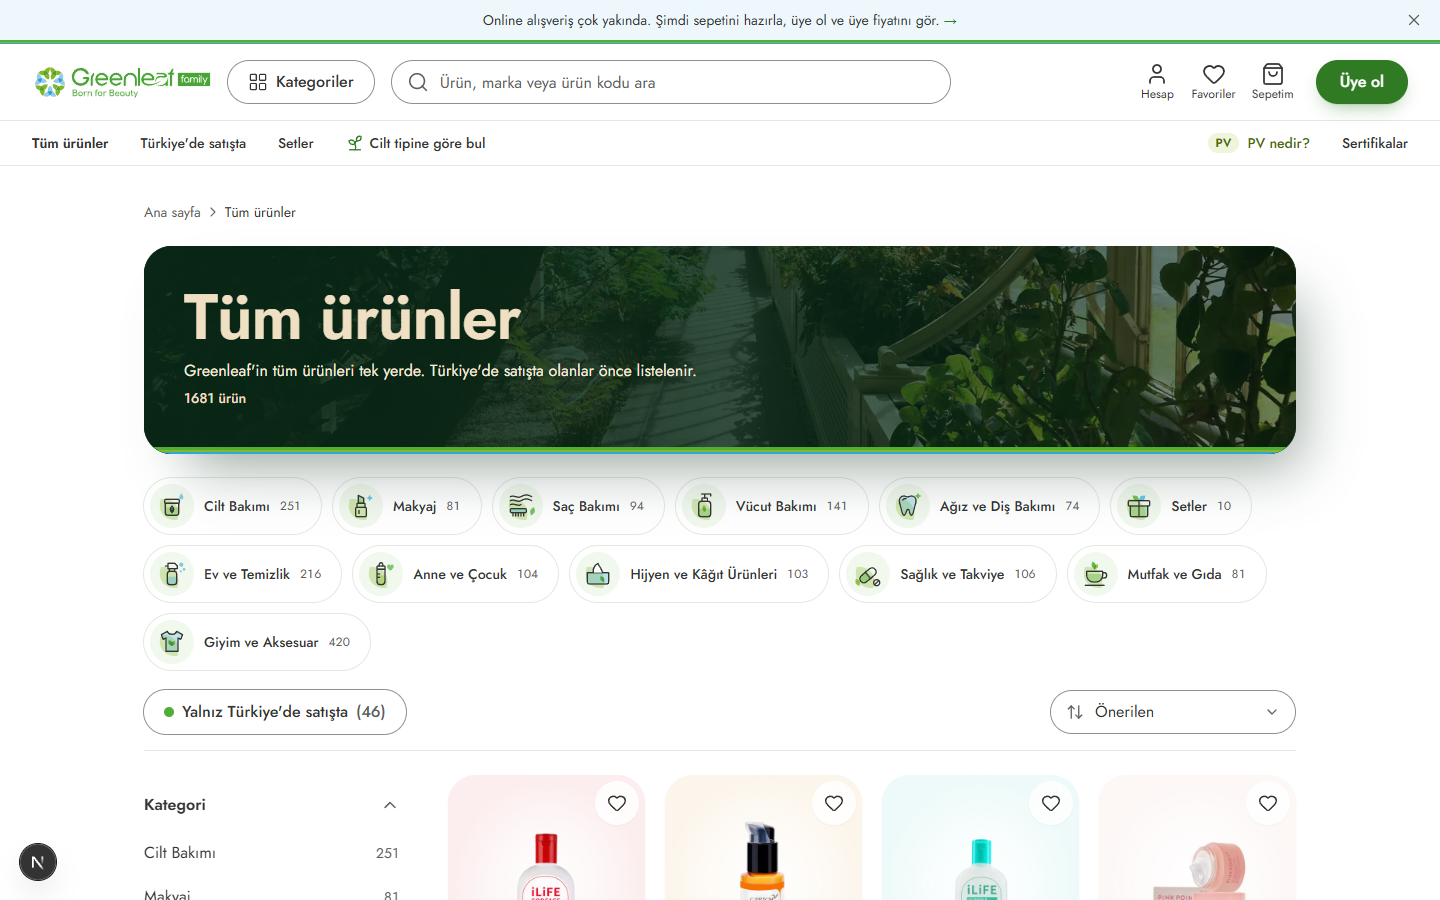 Online alışveriş çok yakında. Şimdi sepetini hazırla, üye ol ve üye fiyatını gör. →
Greenleaf family
Born for Beauty
Kategoriler
Ürün, marka veya ürün kodu ara
Hesap
Favoriler
Sepetim
Üye ol
Tüm ürünler
Türkiye'de satışta
Setler
Cilt tipine göre bul
PV
PV nedir?
Sertifikalar
Ana sayfa
Tüm ürünler
Tüm ürünler
Greenleaf'in tüm ürünleri tek yerde. Türkiye'de satışta olanlar önce listelenir.
1681 ürün
Cilt Bakımı 251
Makyaj 81
Saç Bakımı 94
Vücut Bakımı 141
Ağız ve Diş Bakımı 74
Setler 10
Ev ve Temizlik 216
Anne ve Çocuk 104
Hijyen ve Kâğıt Ürünleri 103
Sağlık ve Takviye 106
Mutfak ve Gıda 81
Giyim ve Aksesuar 420
Yalnız Türkiye'de satışta (46)
Önerilen
Kategori
Cilt Bakımı 251
Makyaj 81
N
iLiFE
iLiFE